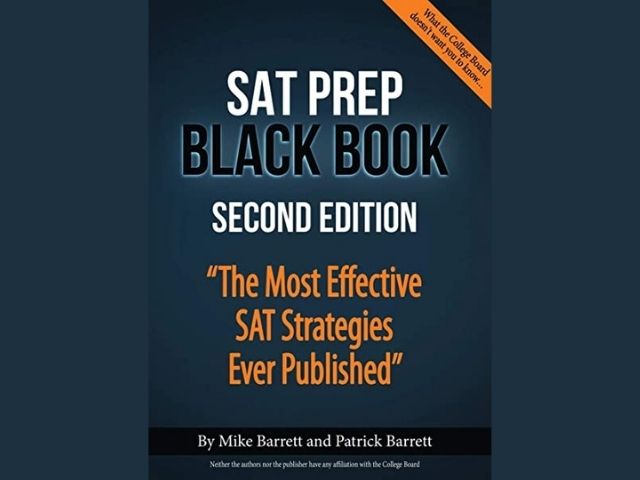 What the College Board
doesn't want you to know...
SAT PREP
BLACK BOOK
SECOND EDITION
"The Most Effective
SAT Strategies
Ever Published"
By Mike Barrett and Patrick Barrett
Neither the authors nor the publisher have any affiliation with the College Board